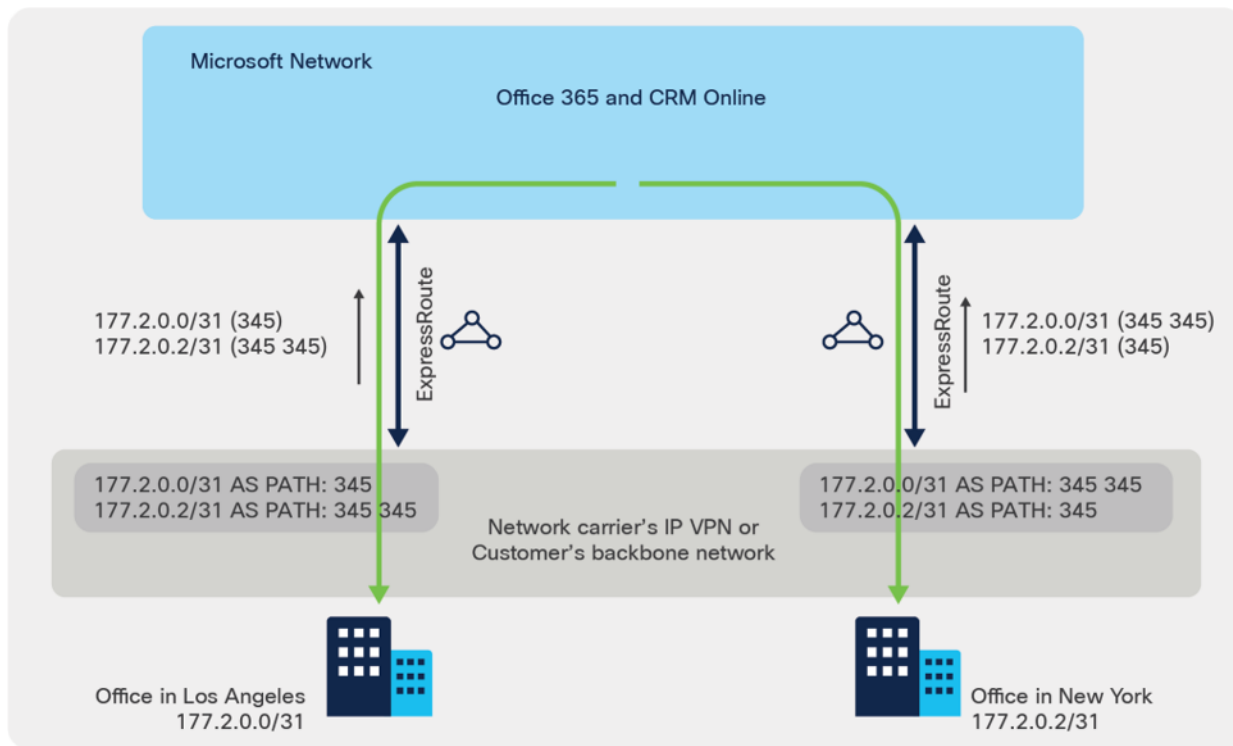 Microsoft Network
Office 365 and CRM Online
177.2.0.0/31 (345)
177.2.0.2/31 (345 345)
ExpressRoute
ExpressRoute
177.2.0.0/31 (345 345)
177.2.0.2/31 (345)
177.2.0.0/31 AS PATH: 345
177.2.0.2/31 AS PATH: 345 345
177.2.0.0/31 AS PATH: 345 345
177.2.0.2/31 AS PATH: 345
Network carrier's IP VPN or
Customer's backbone network
Office in Los Angeles
177.2.0.0/31
Office in New York
177.2.0.2/31